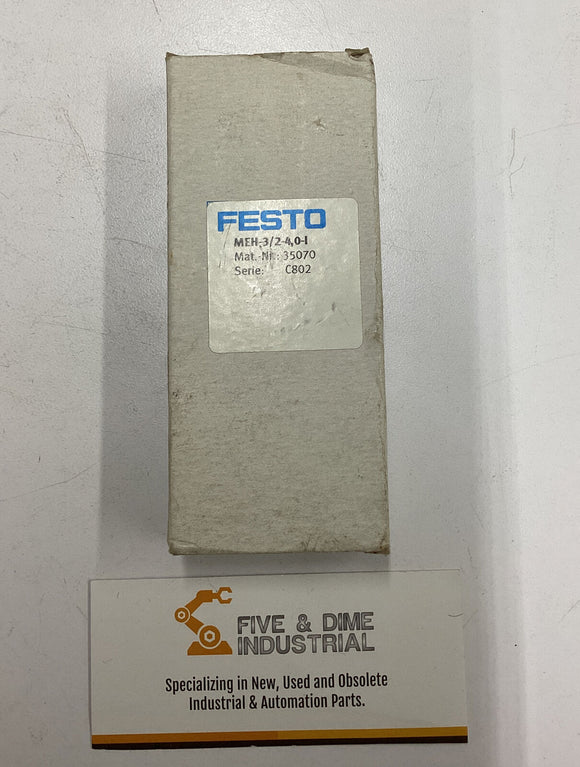 FESTO
MEH-3/2-4,0-I
Mat.-Nr.: 35070
Serie: C802
FIVE & DIME
INDUSTRIAL
Specializing in New, Used and Obsolete
Industrial & Automation Parts.